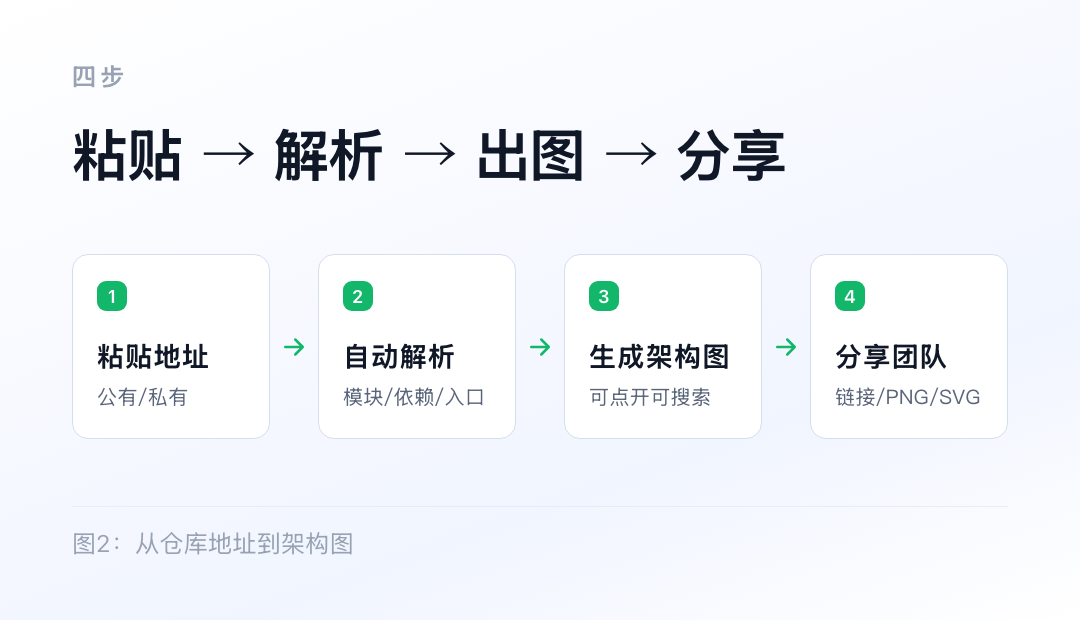 四步
粘贴 → 解析 → 出图 → 分享
1
粘贴地址
公有/私有
→
2
自动解析
模块/依赖/入口
→
3
生成架构图
可点开可搜索
→
4
分享团队
链接/PNG/SVG
图2：从仓库地址到架构图